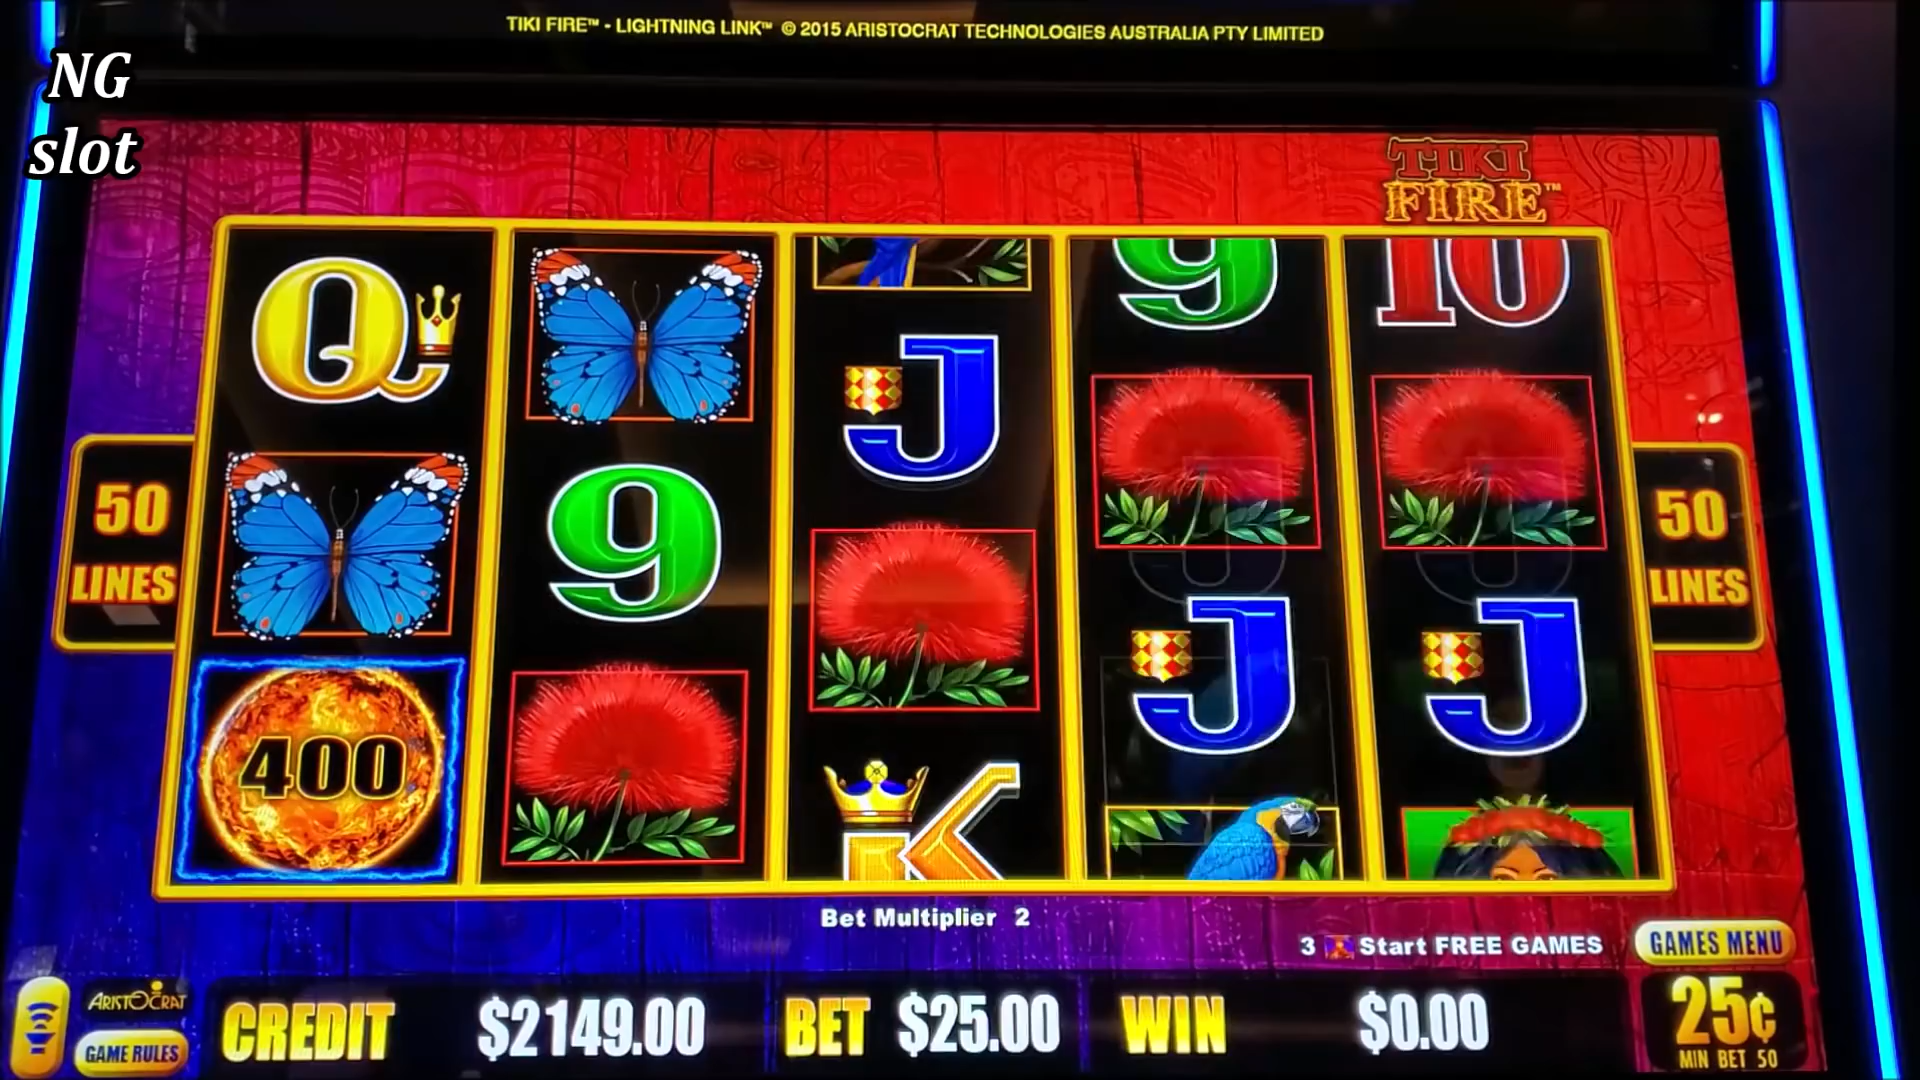 TIKI FIRE™ - LIGHTNING LINK™ © 2015 ARISTOCRAT TECHNOLOGIES AUSTRALIA PTY LIMITED
NG
slot
TIKI
FIRE™
Q
9
10
J
50
LINES
9
50
LINES
J
J
400
K
Bet Multiplier 2
3 Start FREE GAMES
GAMES MENU
ARISTOCRAT
GAME RULES
CREDIT $2149.00 BET $25.00 WIN $0.00
25¢
MIN BET 50